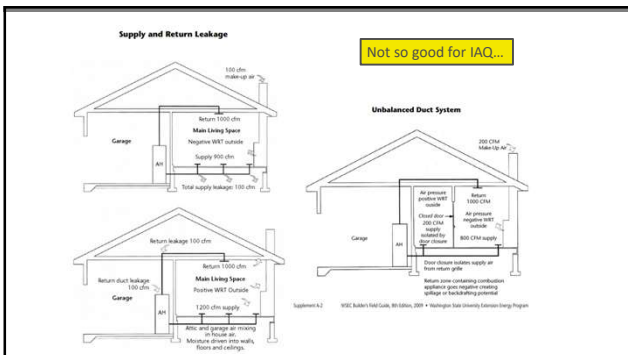 Supply and Return Leakage
Not so good for IAQ...
100 cfm
make-up air
Return 1000 cfm
Main Living Space
Negative WRT Outside
Garage
Supply 900 cfm
AH
Total supply leakage: 100 cfm
Return leakage 100 cfm
Return 1000 cfm
Return duct leakage
100 cfm
Main Living Space
Positive WRT Outside
Garage
1200 cfm supply
AH
Attic and garage air mixing
in house air.
Moisture driven into walls,
floors and ceilings.
Unbalanced Duct System
200 CFM
Make-Up Air
Air pressure
positive WRT
ouside
Return
1000 CFM
Closed door
200 CFM
supply
isolated by
door closure
Air pressure
negative WRT
outside
Garage
AH
800 CFM supply
Door closure isolates supply air
from return grille
Return zone containing combustion
appliance goes negative creating
spillage or backdrafting potential
Supplement A-2 WSEC Builder's Field Guide, 8th Edition, 2009 • Washington State University Extension Energy Program